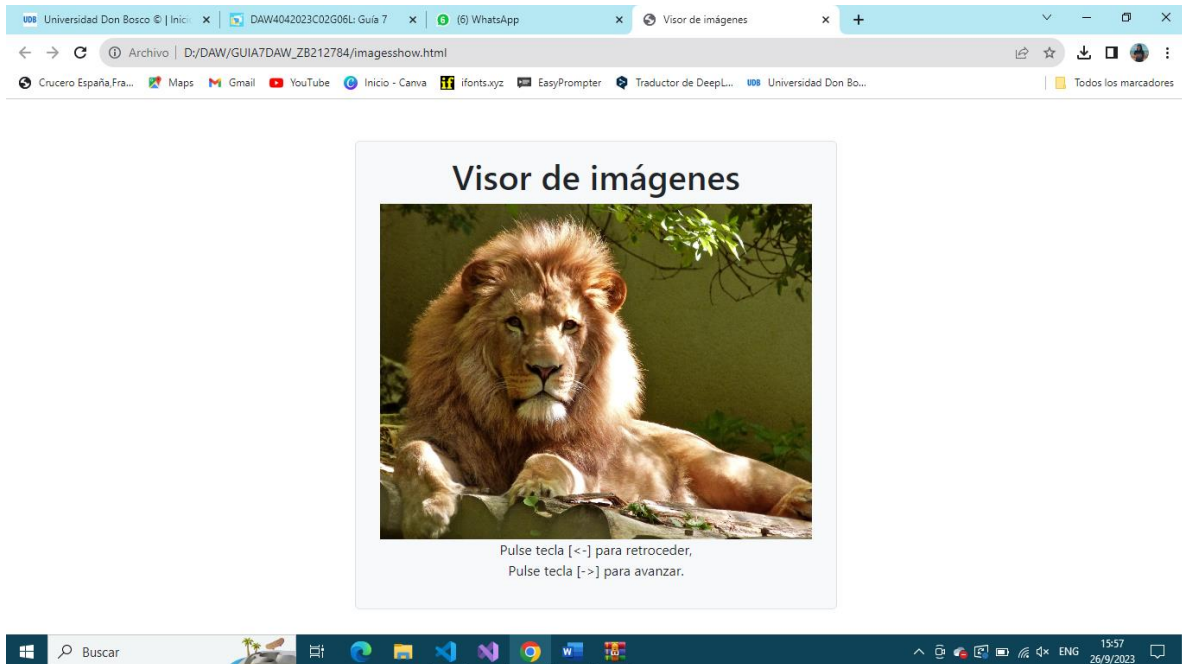 UDB Universidad Don Bosco © | Inic
DAW4042023C02G06L: Guía 7
(6) WhatsApp
Visor de imágenes
Archivo | D:/DAW/GUIA7DAW_ZB212784/imagesshow.html
Crucero España,Fra... Maps Gmail YouTube Inicio - Canva ifonts.xyz EasyPrompter Traductor de DeepL... UDB Universidad Don Bo... Todos los marcadores
Visor de imágenes
Pulse tecla [<-] para retroceder,
Pulse tecla [->] para avanzar.
Buscar
ENG
15:57
26/9/2023